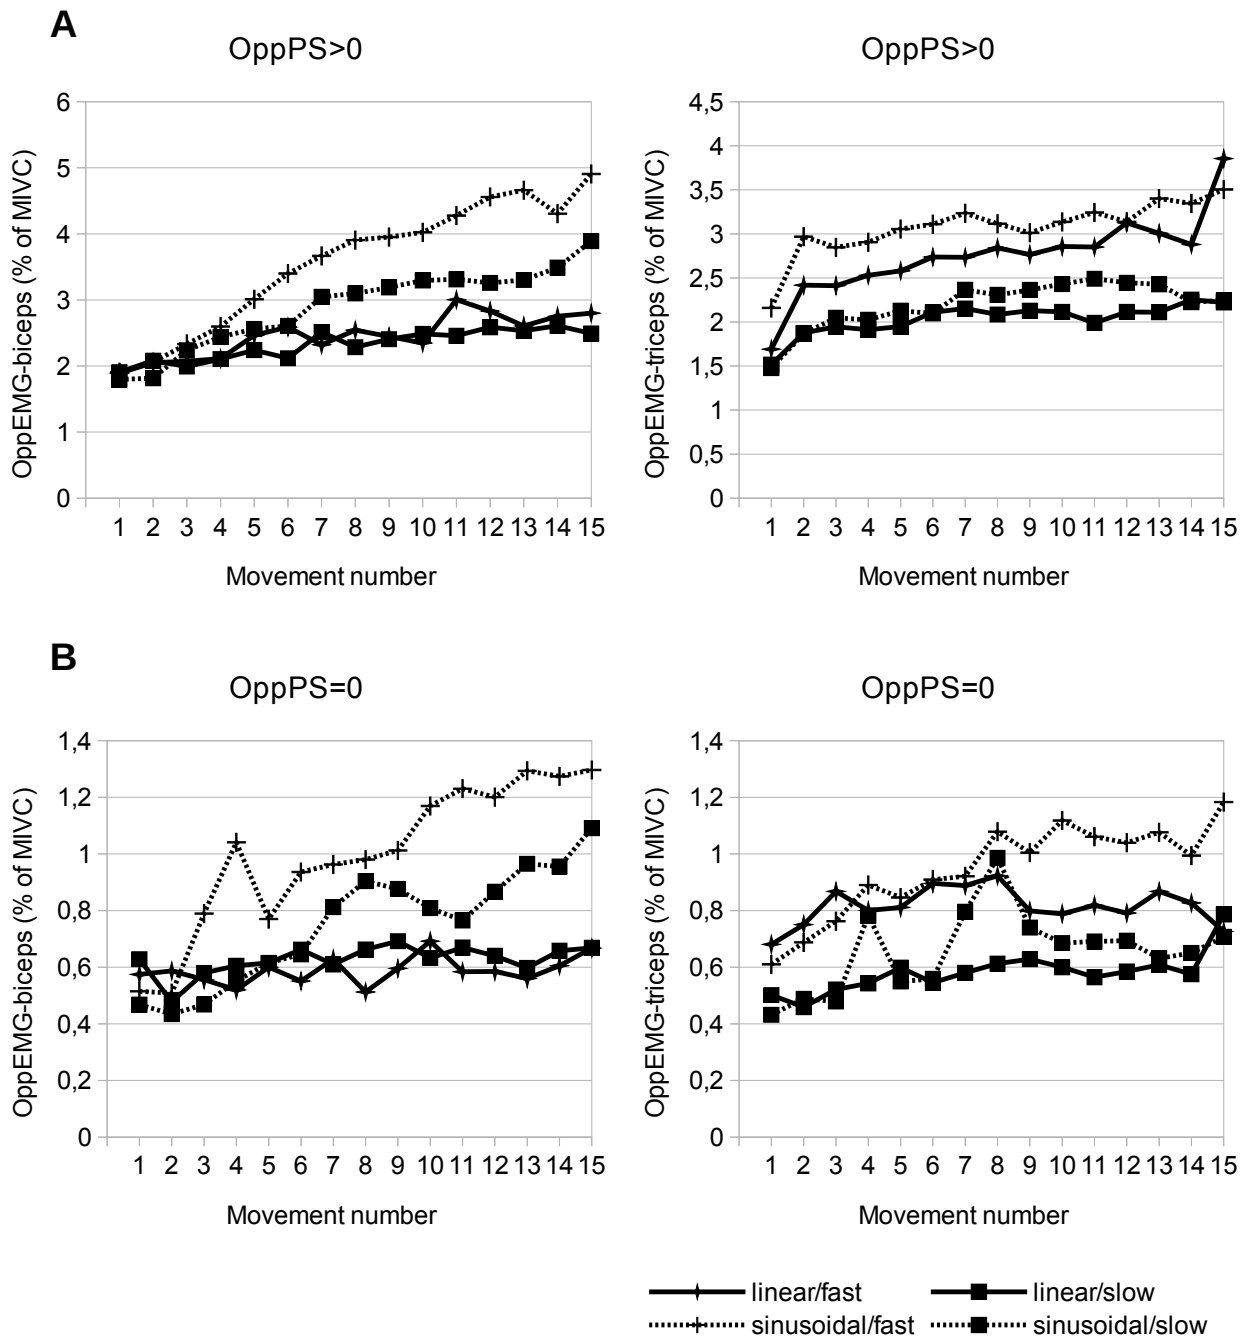 A
OppPS>0
OppEMG-biceps (% of MIVC)
6
5
4
3
2
1
0
1 2 3 4 5 6 7 8 9 10 11 12 13 14 15
Movement number
OppPS>0
OppEMG-triceps (% of MIVC)
4,5
4
3,5
3
2,5
2
1,5
1
0,5
0
1 2 3 4 5 6 7 8 9 10 11 12 13 14 15
Movement number
B
OppPS=0
OppEMG-biceps (% of MIVC)
1,4
1,2
1
0,8
0,6
0,4
0,2
0
1 2 3 4 5 6 7 8 9 10 11 12 13 14 15
Movement number
OppPS=0
OppEMG-triceps (% of MIVC)
1,4
1,2
1
0,8
0,6
0,4
0,2
0
1 2 3 4 5 6 7 8 9 10 11 12 13 14 15
Movement number
linear/fast linear/slow
sinusoidal/fast sinusoidal/slow